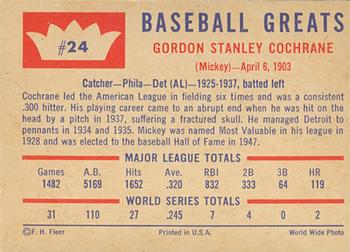 #24
BASEBALL GREATS
GORDON STANLEY COCHRANE
(Mickey)—April 6, 1903
Catcher—Phila—Det (AL)—1925-1937, batted left
Cochrane led the American League in fielding six times and was a consistent
.300 hitter. His playing career came to an abrupt end when he was hit on the
head by a pitch in 1937, suffering a fractured skull. He managed Detroit to
pennants in 1934 and 1935. Mickey was named Most Valuable in his league in
1928 and was elected to the baseball Hall of Fame in 1947.
MAJOR LEAGUE TOTALS
Games A.B. Hits Ave. RBI 2B 3B HR
1482 5169 1652 .320 832 333 64 119
WORLD SERIES TOTALS
31 110 27 .245 7 4 0 2
©F. H. Fleer Printed in U.S.A. World Wide Photo